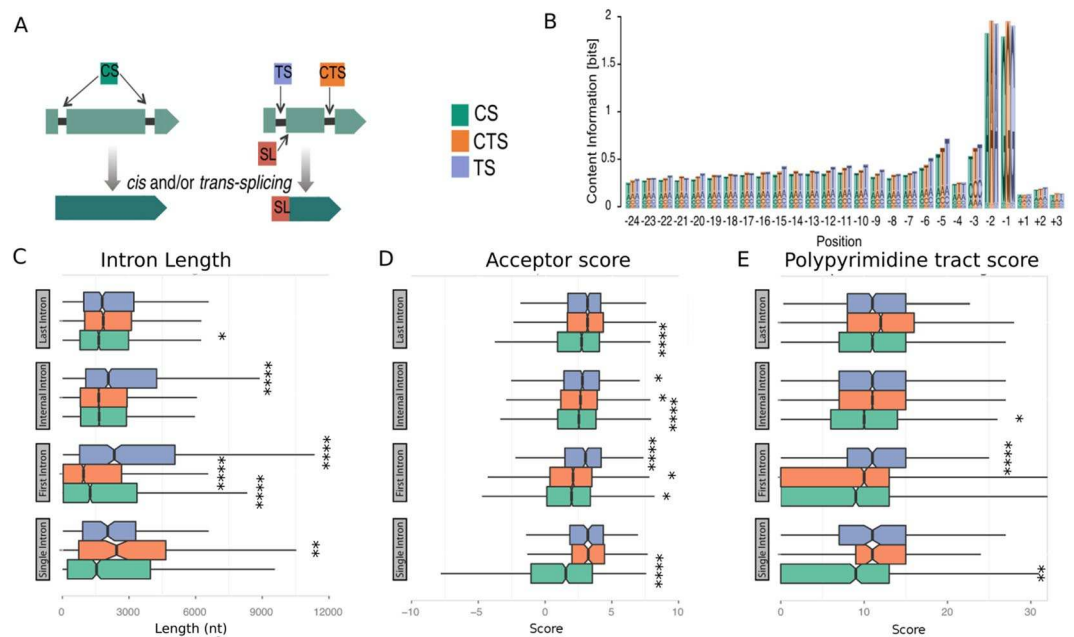 A
CS
TS
CTS
SL
cis and/or trans-splicing
SL
CS
CTS
TS
B
Content Information [bits]
2
1.5
1
0.5
0
-24 -23 -22 -21 -20 -19 -18 -17 -16 -15 -14 -13 -12 -11 -10 -9 -8 -7 -6 -5 -4 -3 -2 -1 +1 +2 +3
Position
C Intron Length
Last Intron
*
Internal Intron
****
First Intron
****
****
****
Single Intron
**
0 3000 6000 9000 12000
Length (nt)
D Acceptor score
Last Intron
****
Internal Intron
*
*
****
First Intron
****
*
*
Single Intron
****
−10 −5 0 5 10
Score
E Polypyrimidine tract score
Last Intron
Internal Intron
*
First Intron
****
Single Intron
**
0 10 20 30
Score